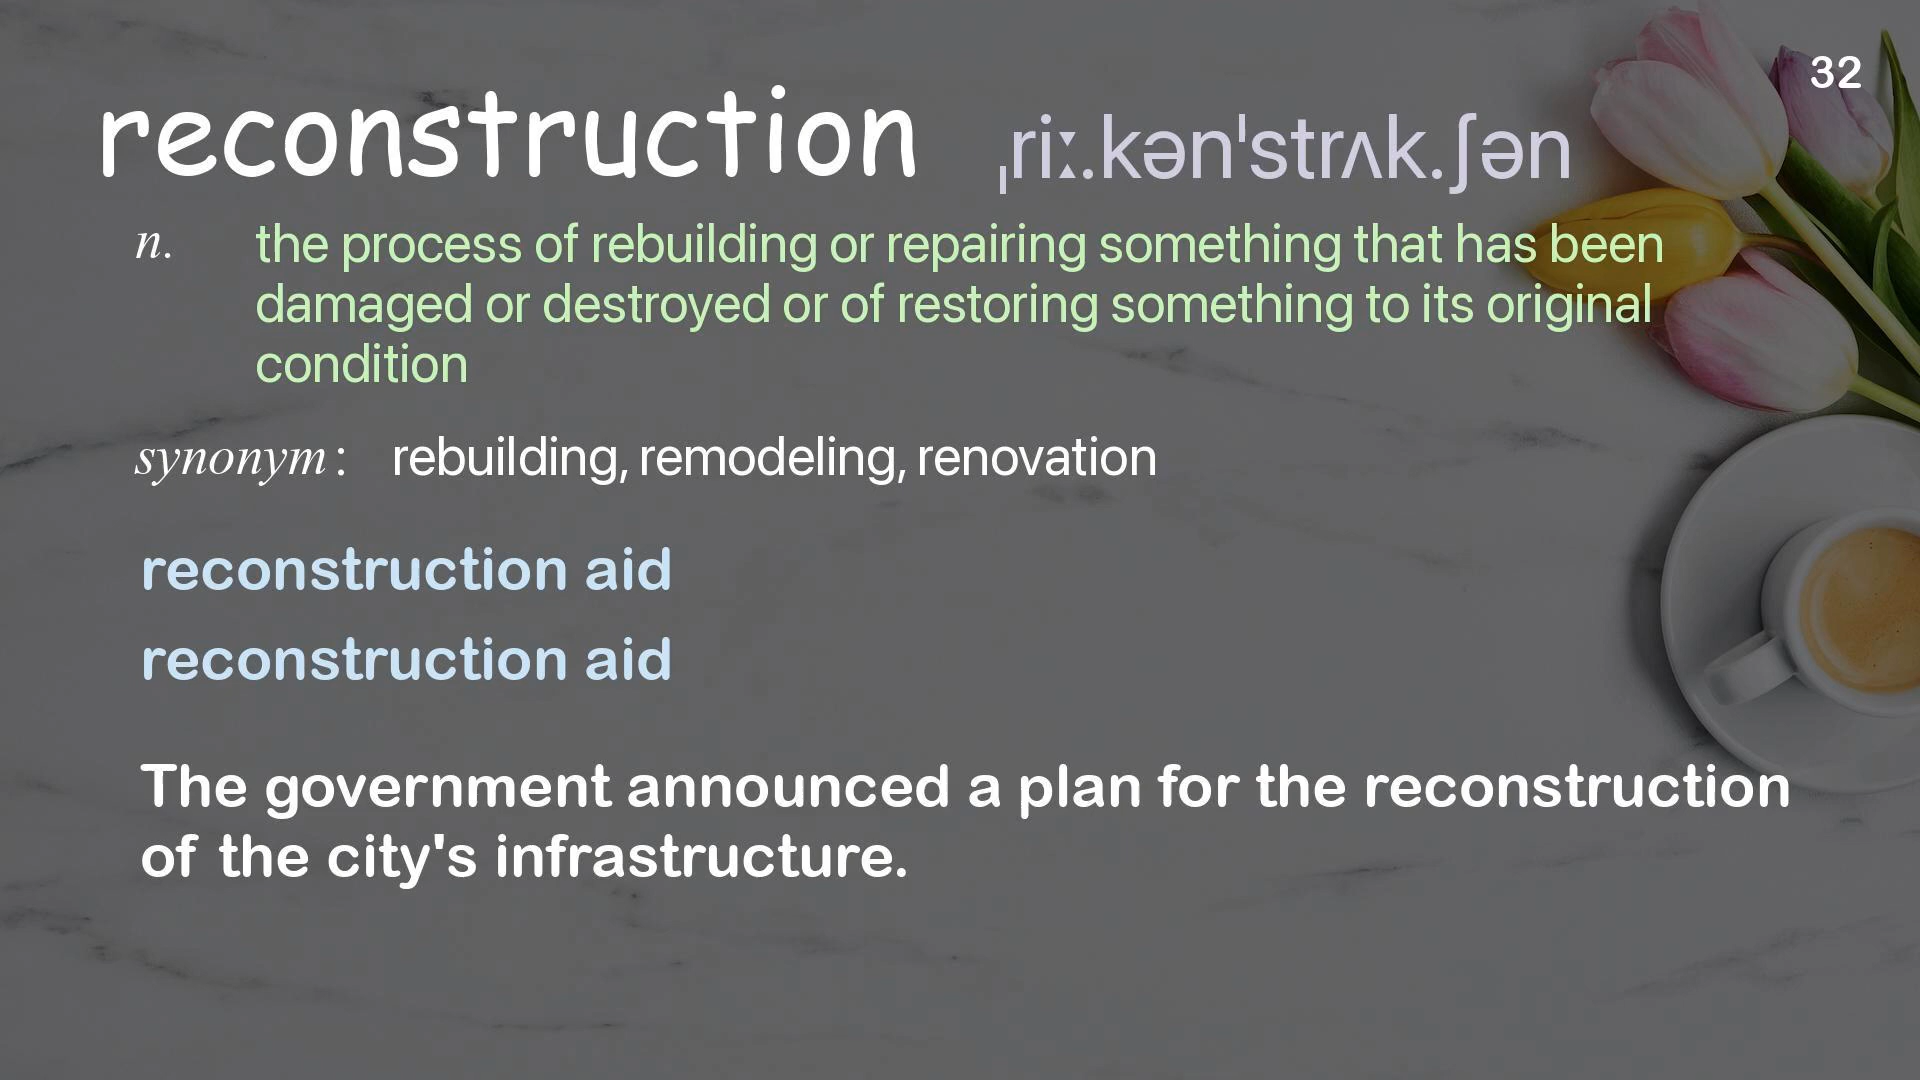 32
reconstruction ˌriː.kən'strʌk.ʃən
n. the process of rebuilding or repairing something that has been
damaged or destroyed or of restoring something to its original
condition
synonym : rebuilding, remodeling, renovation
reconstruction aid
reconstruction aid
The government announced a plan for the reconstruction
of the city's infrastructure.